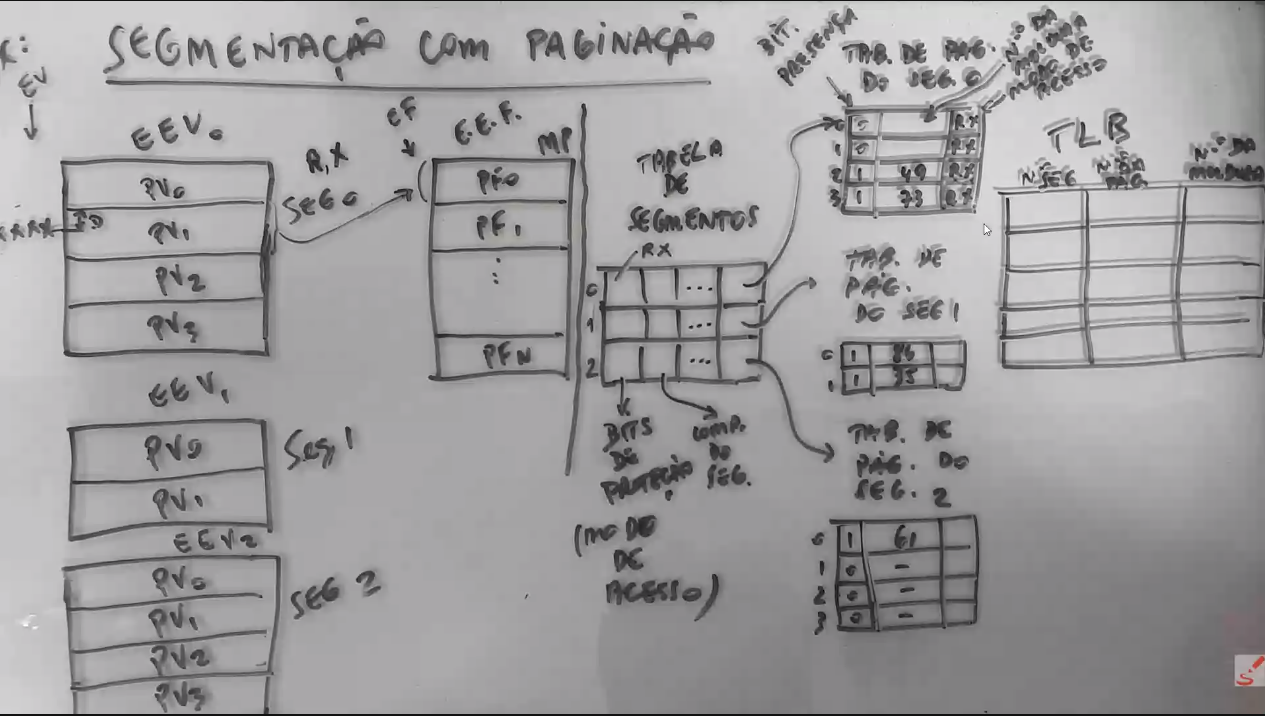 SEGMENTAÇÃO COM PAGINAÇÃO
EV
EEV0
PV0
PV1
PV2
PV3
R,X
SEG 0
EEV1
PV0
PV1
Seg 1
EEV2
PV0
PV1
PV2
PV3
SEG 2
EF
E.E.F.
MP
PF0
PF1
PFN
TABELA
DE
SEGMENTOS
RX
0 ...
1 ...
2 ...
BITS
DE
PROTEÇÃO
(MODO
DE
ACESSO)
COMP.
DO
SEG.
BIT.
PRESENÇA
TAB. DE PÁG.
DO SEG 0
Nº DA
MODO DE
ACESSO
0 0 RX
1 0 RX
2 1 49 RX
3 1 73 RX
TAB. DE
PÁG.
DO SEG 1
0 1 86
1 1 35
TAB. DE
PÁG. DO
SEG. 2
0 1 61
1 0 -
2 0 -
3 0 -
TLB
Nº SEG
Nº DA PÁG
Nº DA MOLDURA